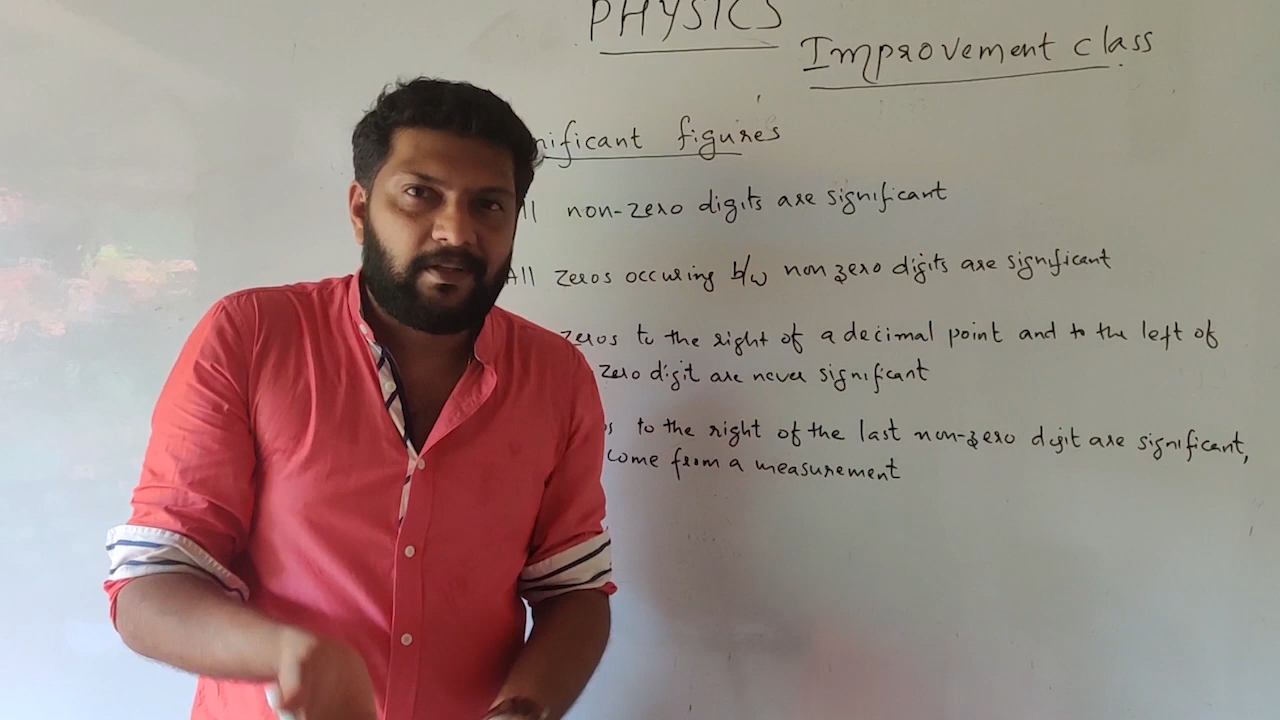 PHYSICS
Improvement class
nificant figures
ll non-zero digits are significant
All zeros occuring b/w non zero digits are significant
zeros to the right of a decimal point and to the left of
zero digit are never significant
s to the right of the last non-zero digit are significant,
come from a measurement